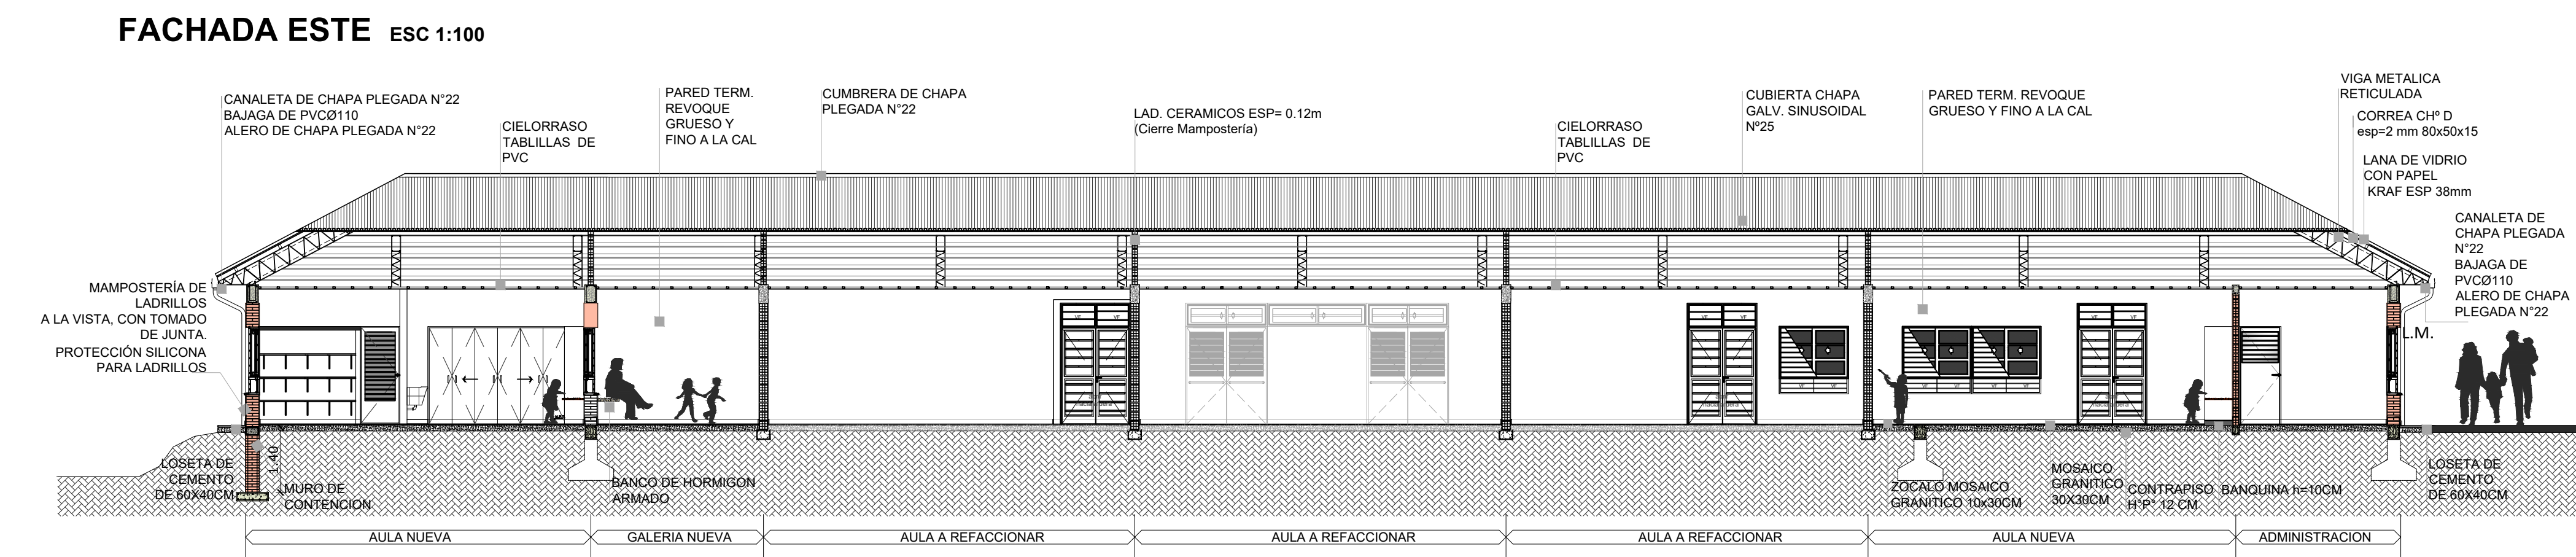 FACHADA ESTE ESC 1:100
CANALETA DE CHAPA PLEGADA N°22
BAJAGA DE PVCØ110
ALERO DE CHAPA PLEGADA N°22
CIELORRASO
TABLILLAS DE
PVC
PARED TERM.
REVOQUE
GRUESO Y
FINO A LA CAL
CUMBRERA DE CHAPA
PLEGADA N°22
LAD. CERAMICOS ESP= 0.12m
(Cierre Mampostería)
CIELORRASO
TABLILLAS DE
PVC
CUBIERTA CHAPA
GALV. SINUSOIDAL
Nº25
PARED TERM. REVOQUE
GRUESO Y FINO A LA CAL
VIGA METALICA
RETICULADA
CORREA CHº D
esp=2 mm 80x50x15
LANA DE VIDRIO
CON PAPEL
KRAF ESP 38mm
CANALETA DE
CHAPA PLEGADA
N°22
BAJAGA DE
PVCØ110
ALERO DE CHAPA
PLEGADA N°22
L.M.
MAMPOSTERÍA DE
LADRILLOS
A LA VISTA, CON TOMADO
DE JUNTA.
PROTECCIÓN SILICONA
PARA LADRILLOS
LOSETA DE
CEMENTO
DE 60X40CM
1.40
MURO DE
CONTENCION
BANCO DE HORMIGON
ARMADO
ZOCALO MOSAICO
GRANITICO 10x30CM
MOSAICO
GRANITICO
30X30CM
CONTRAPISO
H°P° 12 CM
BANQUINA h=10CM
LOSETA DE
CEMENTO
DE 60X40CM
AULA NUEVA
GALERIA NUEVA
AULA A REFACCIONAR
AULA A REFACCIONAR
AULA A REFACCIONAR
AULA NUEVA
ADMINISTRACION